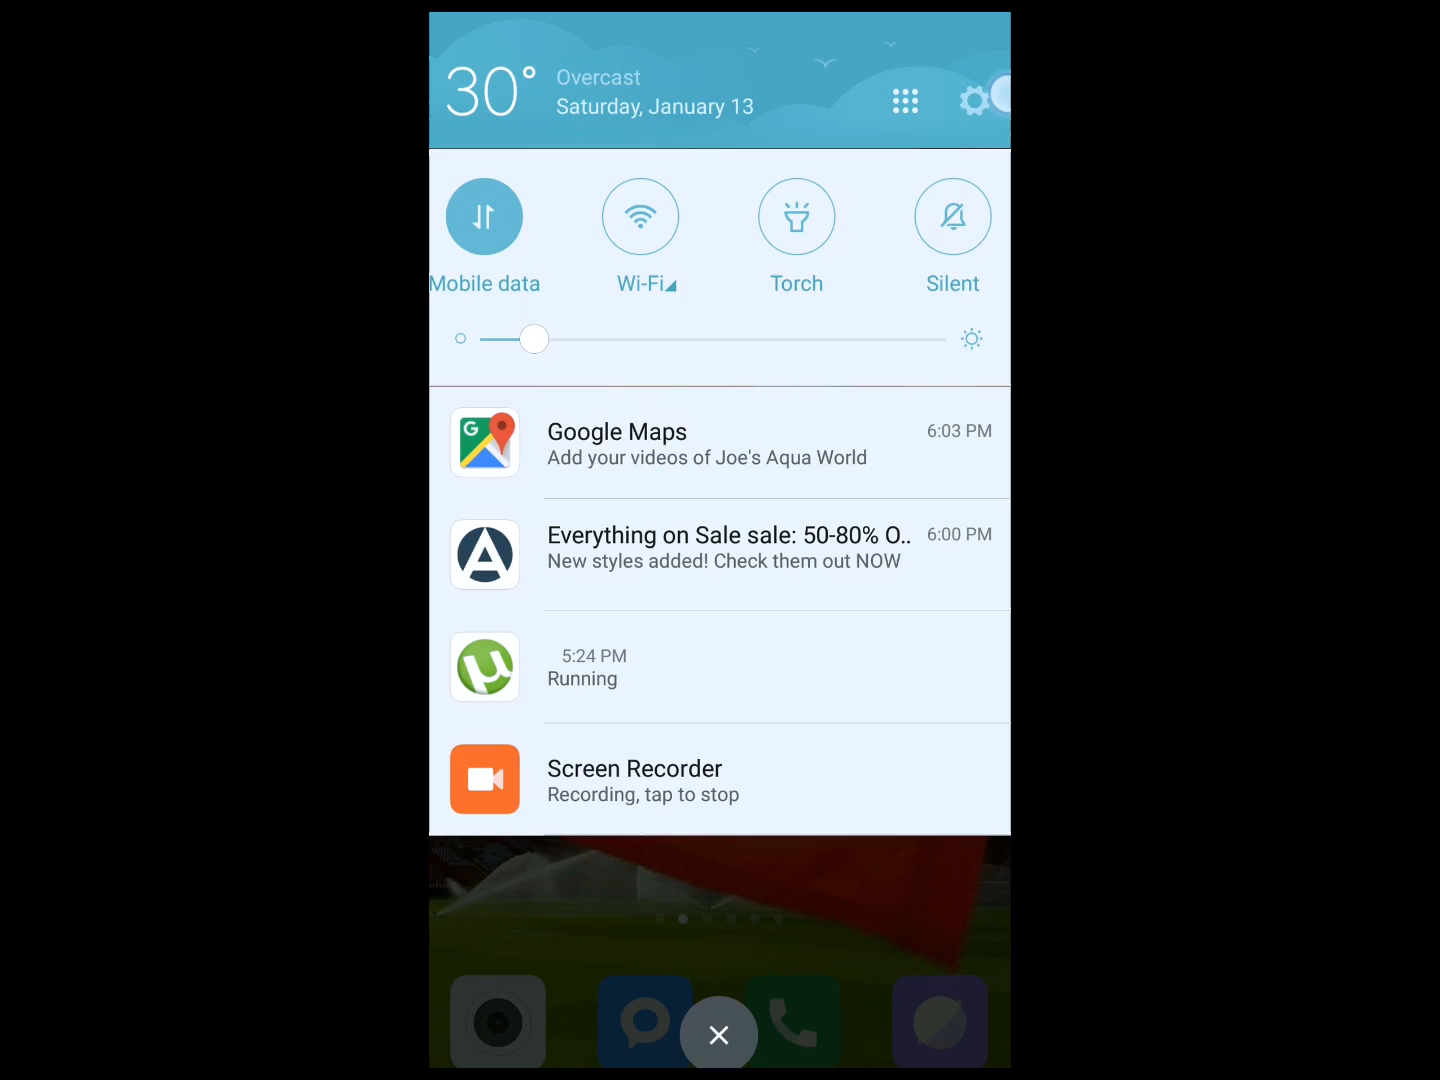 30° Overcast
Saturday, January 13
Mobile data Wi-Fi Torch Silent
Google Maps 6:03 PM
Add your videos of Joe's Aqua World
Everything on Sale sale: 50-80% O.. 6:00 PM
New styles added! Check them out NOW
5:24 PM
Running
Screen Recorder
Recording, tap to stop